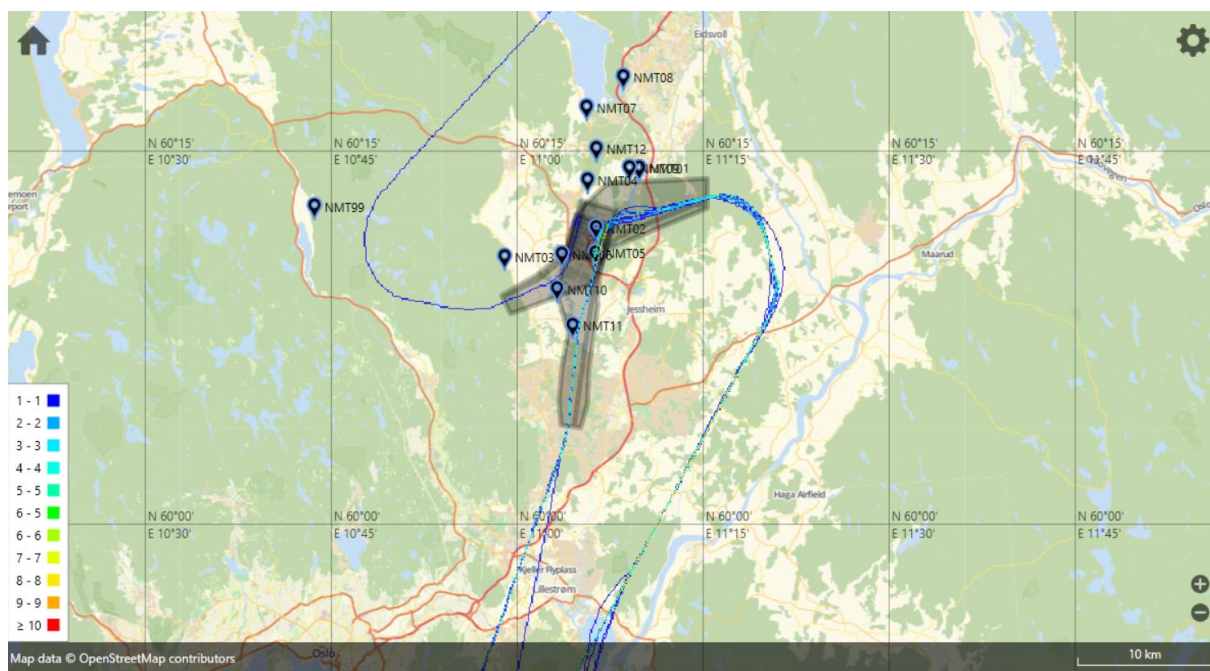 Eidsvoll
NMT08
NMT07
N 60°15'
E 10°30'
N 60°15'
E 10°45'
N 60°15'
E 11°00'
NMT12
N 60°15'
E 11°15'
N 60°15'
E 11°30'
N 60°15'
E 11°45'
NMT01
NMT04
NMT99
NMT02
NMT03
NMT05
Maarud
NMT10
Jessheim
NMT11
1 - 1
2 - 2
3 - 3
4 - 4
5 - 5
6 - 5
6 - 6
7 - 7
8 - 8
9 - 9
≥ 10
Haga Airfield
N 60°00'
E 10°30'
N 60°00'
E 10°45'
N 60°00'
E 11°00'
N 60°00'
E 11°15'
N 60°00'
E 11°30'
N 60°00'
E 11°45'
Kjeller Flyplass
Lillestrøm
Oslo
Map data © OpenStreetMap contributors
10 km